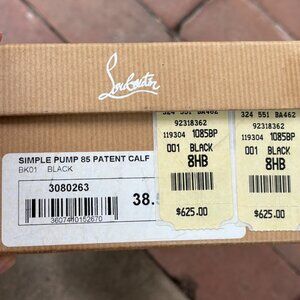 Louboutin
SIMPLE PUMP 85 PATENT CALF
BK01 BLACK
3080263
38.5
324 551 BA462
92318362
119304 1085BP
001 BLACK
8HB
$625.00
324 551 BA462
92318362
119304 1085BP
001 BLACK
8HB
$625.00